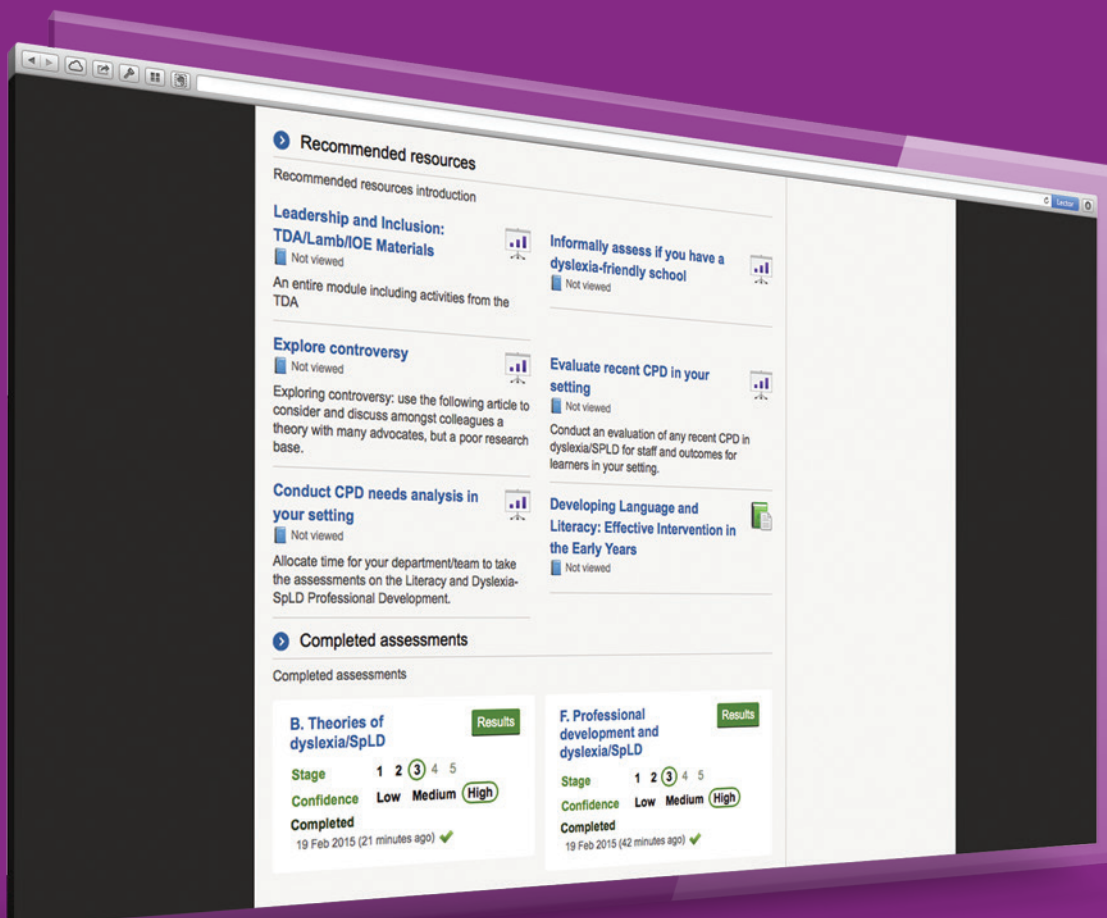 Lector
Recommended resources
Recommended resources introduction
Leadership and Inclusion:
TDA/Lamb/IOE Materials
Not viewed
An entire module including activities from the
TDA
Informally assess if you have a
dyslexia-friendly school
Not viewed
Explore controversy
Not viewed
Exploring controversy: use the following article to
consider and discuss amongst colleagues a
theory with many advocates, but a poor research
base.
Evaluate recent CPD in your
setting
Not viewed
Conduct an evaluation of any recent CPD in
dyslexia/SPLD for staff and outcomes for
learners in your setting.
Conduct CPD needs analysis in
your setting
Not viewed
Allocate time for your department/team to take
the assessments on the Literacy and Dyslexia-
SpLD Professional Development.
Developing Language and
Literacy: Effective Intervention in
the Early Years
Not viewed
Completed assessments
Completed assessments
B. Theories of
dyslexia/SpLD
Results
Stage 1 2 3 4 5
Confidence Low Medium High
Completed
19 Feb 2015 (21 minutes ago)
F. Professional
development and
dyslexia/SpLD
Results
Stage 1 2 3 4 5
Confidence Low Medium High
Completed
19 Feb 2015 (42 minutes ago)